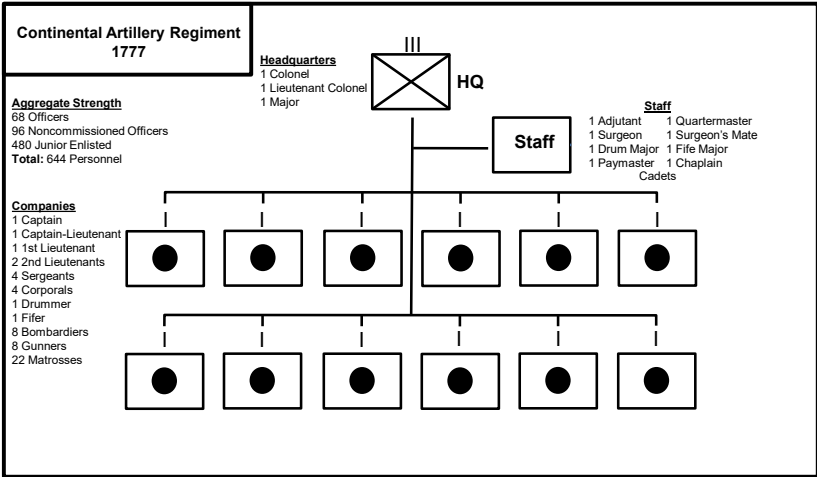 Continental Artillery Regiment
1777
Headquarters
1 Colonel
1 Lieutenant Colonel
1 Major
HQ
Aggregate Strength
68 Officers
96 Noncommissioned Officers
480 Junior Enlisted
Total: 644 Personnel
Staff
Staff
1 Adjutant 1 Quartermaster
1 Surgeon 1 Surgeon's Mate
1 Drum Major 1 Fife Major
1 Paymaster 1 Chaplain
Cadets
Companies
1 Captain
1 Captain-Lieutenant
1 1st Lieutenant
2 2nd Lieutenants
4 Sergeants
4 Corporals
1 Drummer
1 Fifer
8 Bombardiers
8 Gunners
22 Matrosses